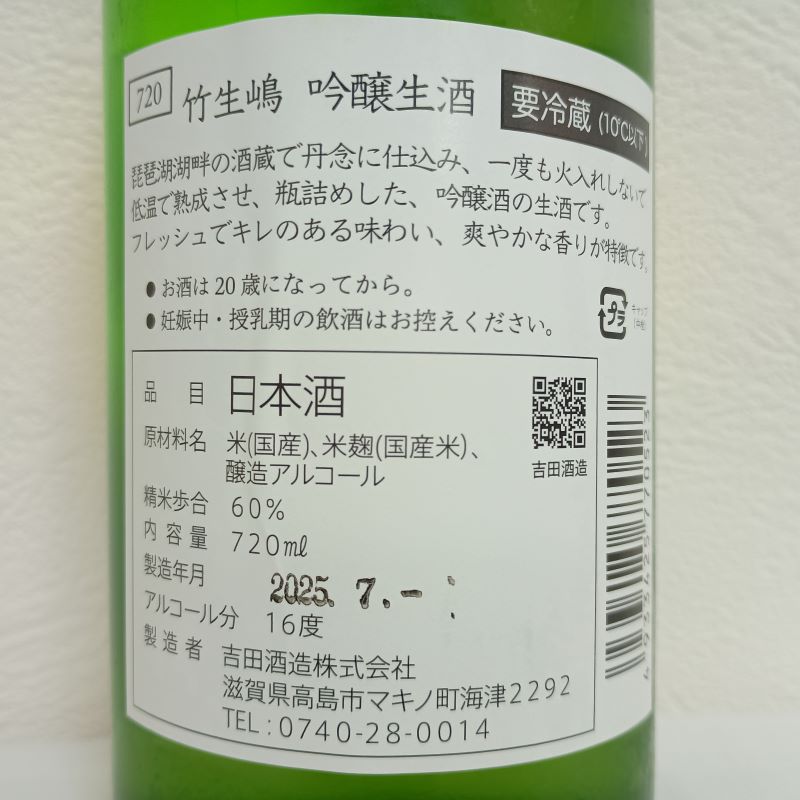 720 竹生嶋 吟醸生酒 要冷蔵(10℃以下)
琵琶湖湖畔の酒蔵で丹念に仕込み、一度も火入れしないで
低温で熟成させ、瓶詰めした、吟醸酒の生酒です。
フレッシュでキレのある味わい、爽やかな香りが特徴です。
●お酒は20歳になってから。
●妊娠中・授乳期の飲酒はお控えください。
プラ
キャップ
(中栓)
品目 日本酒
原材料名 米(国産)、米麹(国産米)、
醸造アルコール
精米歩合 60%
内容量 720㎖
製造年月 2025.7.-
アルコール分 16度
製造者 吉田酒造株式会社
滋賀県高島市マキノ町海津2292
TEL:0740-28-0014
吉田酒造